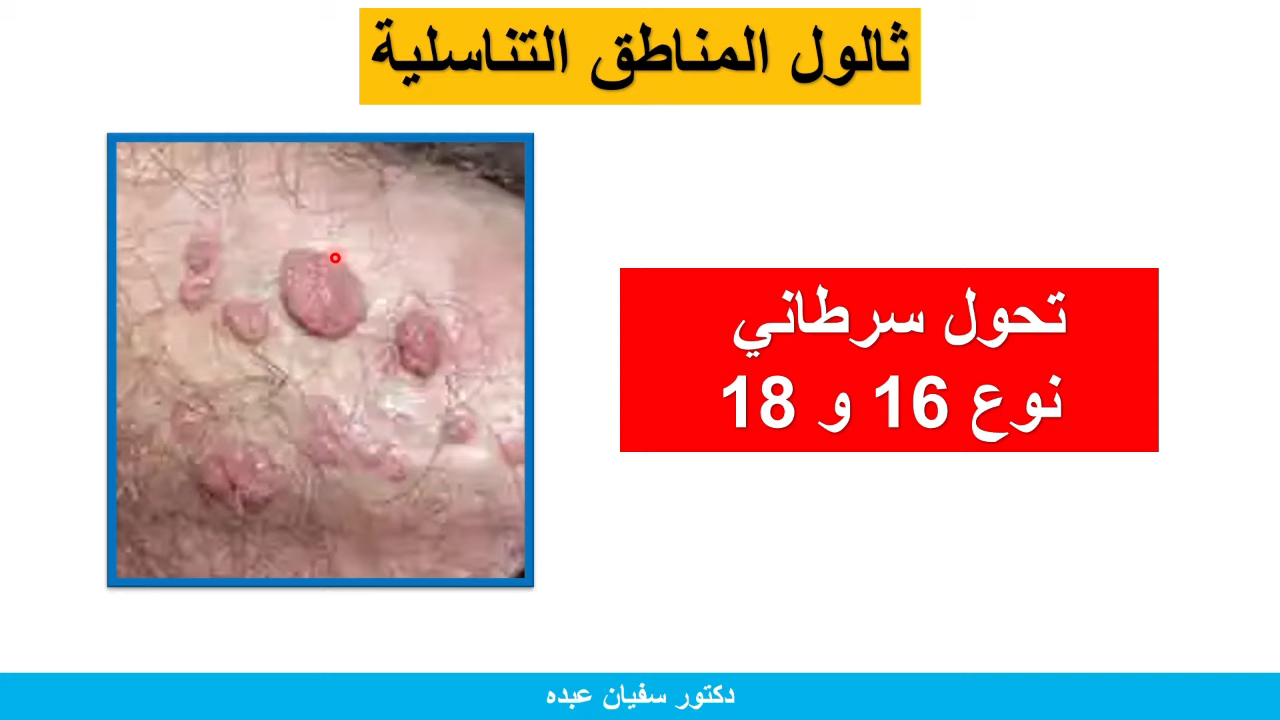 ثالول المناطق التناسلية
تحول سرطاني
نوع 16 و 18
دكتور سفيان عبده